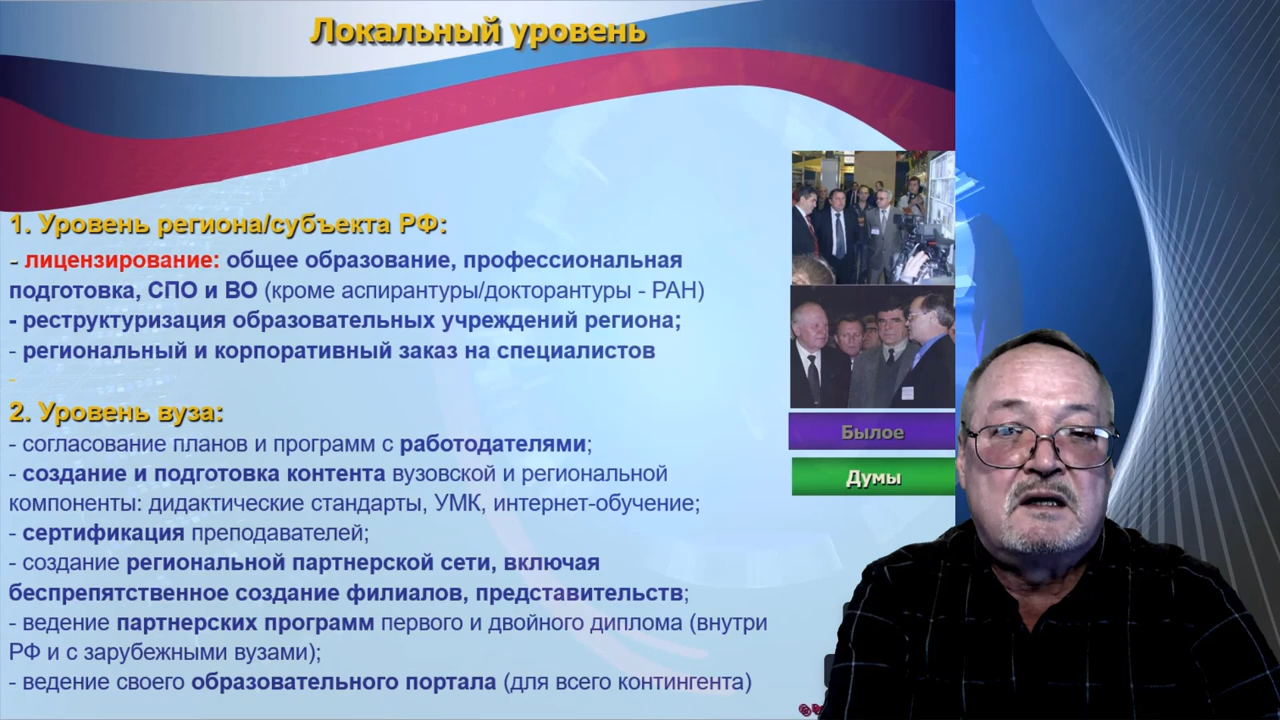 Локальный уровень
1. Уровень региона/субъекта РФ:
- лицензирование: общее образование, профессиональная
подготовка, СПО и ВО (кроме аспирантуры/докторантуры - РАН)
- реструктуризация образовательных учреждений региона;
- региональный и корпоративный заказ на специалистов
-
2. Уровень вуза:
- согласование планов и программ с работодателями;
- создание и подготовка контента вузовской и региональной
компоненты: дидактические стандарты, УМК, интернет-обучение;
- сертификация преподавателей;
- создание региональной партнерской сети, включая
беспрепятственное создание филиалов, представительств;
- ведение партнерских программ первого и двойного диплома (внутри
РФ и с зарубежными вузами);
- ведение своего образовательного портала (для всего контингента)
Былое
Думы